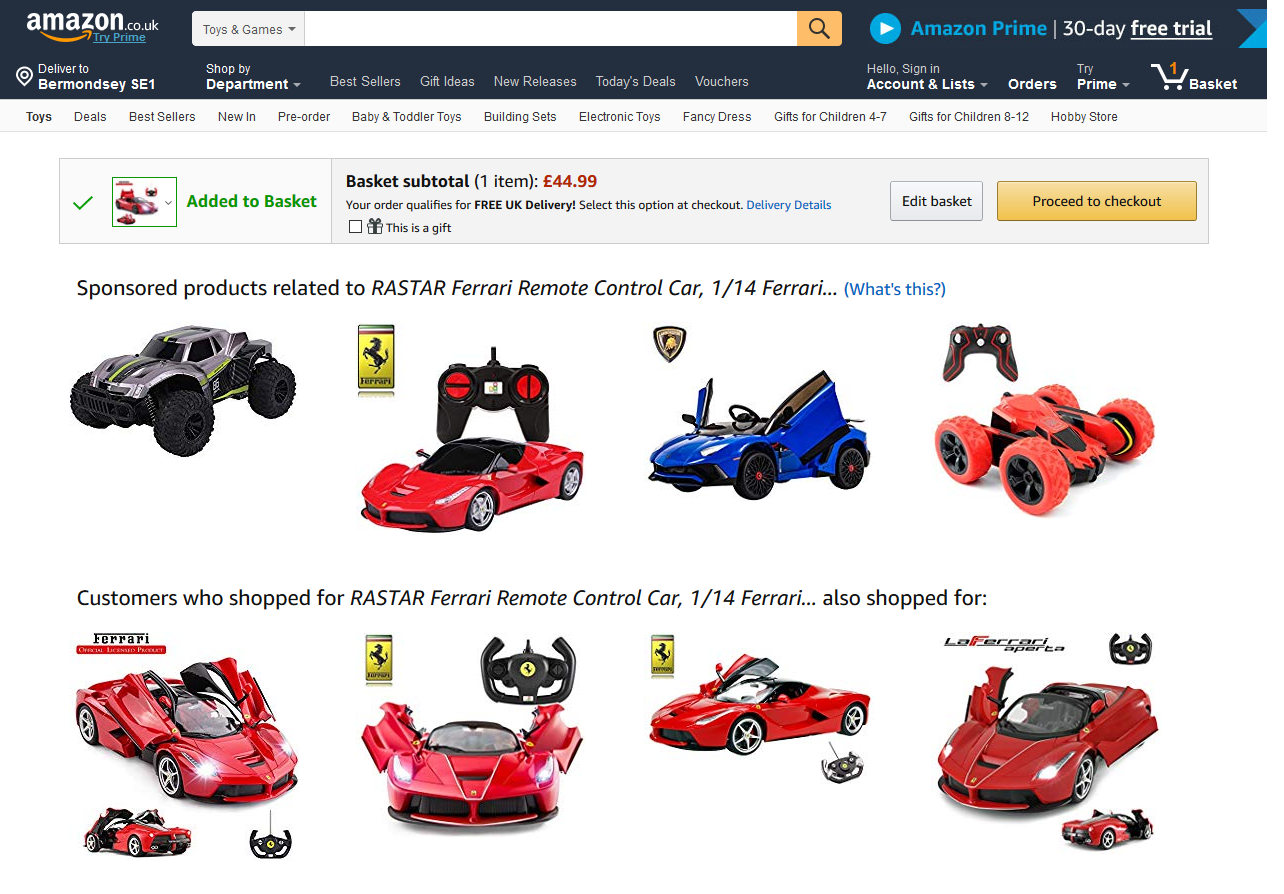 amazon.co.uk
Try Prime
Toys & Games
Amazon Prime | 30-day free trial
Deliver to
Bermondsey SE1
Shop by
Department
Best Sellers
Gift Ideas
New Releases
Today's Deals
Vouchers
Hello, Sign in
Account & Lists
Orders
Try
Prime
1
Basket
Toys
Deals
Best Sellers
New In
Pre-order
Baby & Toddler Toys
Building Sets
Electronic Toys
Fancy Dress
Gifts for Children 4-7
Gifts for Children 8-12
Hobby Store
Added to Basket
Basket subtotal (1 item): £44.99
Your order qualifies for FREE UK Delivery! Select this option at checkout. Delivery Details
This is a gift
Edit basket
Proceed to checkout
Sponsored products related to RASTAR Ferrari Remote Control Car, 1/14 Ferrari... (What's this?)
Ferrari
Customers who shopped for RASTAR Ferrari Remote Control Car, 1/14 Ferrari... also shopped for:
Ferrari
Official Licensed Product
Ferrari
Ferrari
LaFerrari
aperta